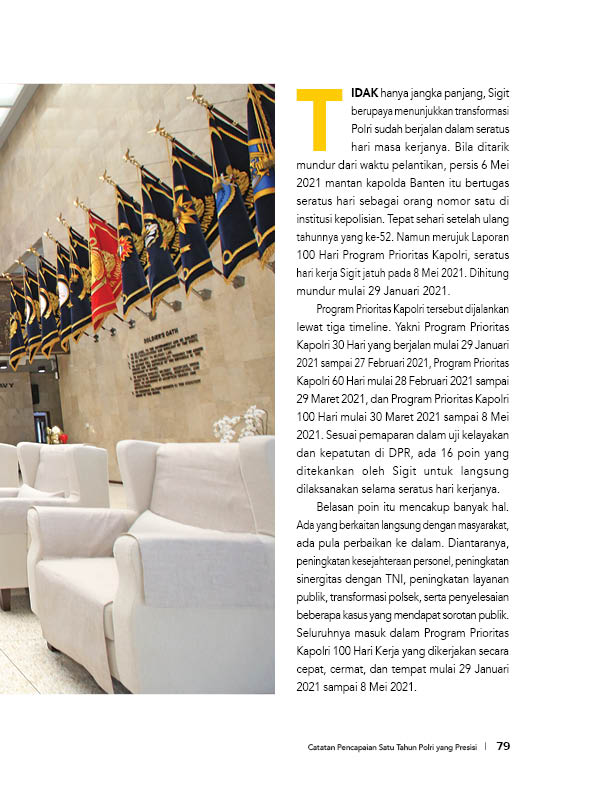 AVY
SOLDIER'S OATH
TIDAK hanya jangka panjang, Sigit
berupaya menunjukkan transformasi
Polri sudah berjalan dalam seratus
hari masa kerjanya. Bila ditarik
mundur dari waktu pelantikan, persis 6 Mei
2021 mantan kapolda Banten itu bertugas
seratus hari sebagai orang nomor satu di
institusi kepolisian. Tepat sehari setelah ulang
tahunnya yang ke-52. Namun merujuk Laporan
100 Hari Program Prioritas Kapolri, seratus
hari kerja Sigit jatuh pada 8 Mei 2021. Dihitung
mundur mulai 29 Januari 2021.
Program Prioritas Kapolri tersebut dijalankan
lewat tiga timeline. Yakni Program Prioritas
Kapolri 30 Hari yang berjalan mulai 29 Januari
2021 sampai 27 Februari 2021, Program Prioritas
Kapolri 60 Hari mulai 28 Februari 2021 sampai
29 Maret 2021, dan Program Prioritas Kapolri
100 Hari mulai 30 Maret 2021 sampai 8 Mei
2021. Sesuai pemaparan dalam uji kelayakan
dan kepatutan di DPR, ada 16 poin yang
ditekankan oleh Sigit untuk langsung
dilaksanakan selama seratus hari kerjanya.
Belasan poin itu mencakup banyak hal.
Ada yang berkaitan langsung dengan masyarakat,
ada pula perbaikan ke dalam. Diantaranya,
peningkatan kesejahteraan personel, peningkatan
sinergitas dengan TNI, peningkatan layanan
publik, transformasi polsek, serta penyelesaian
beberapa kasus yang mendapat sorotan publik.
Seluruhnya masuk dalam Program Prioritas
Kapolri 100 Hari Kerja yang dikerjakan secara
cepat, cermat, dan tempat mulai 29 Januari
2021 sampai 8 Mei 2021.
Catatan Pencapaian Satu Tahun Polri yang Presisi | 79